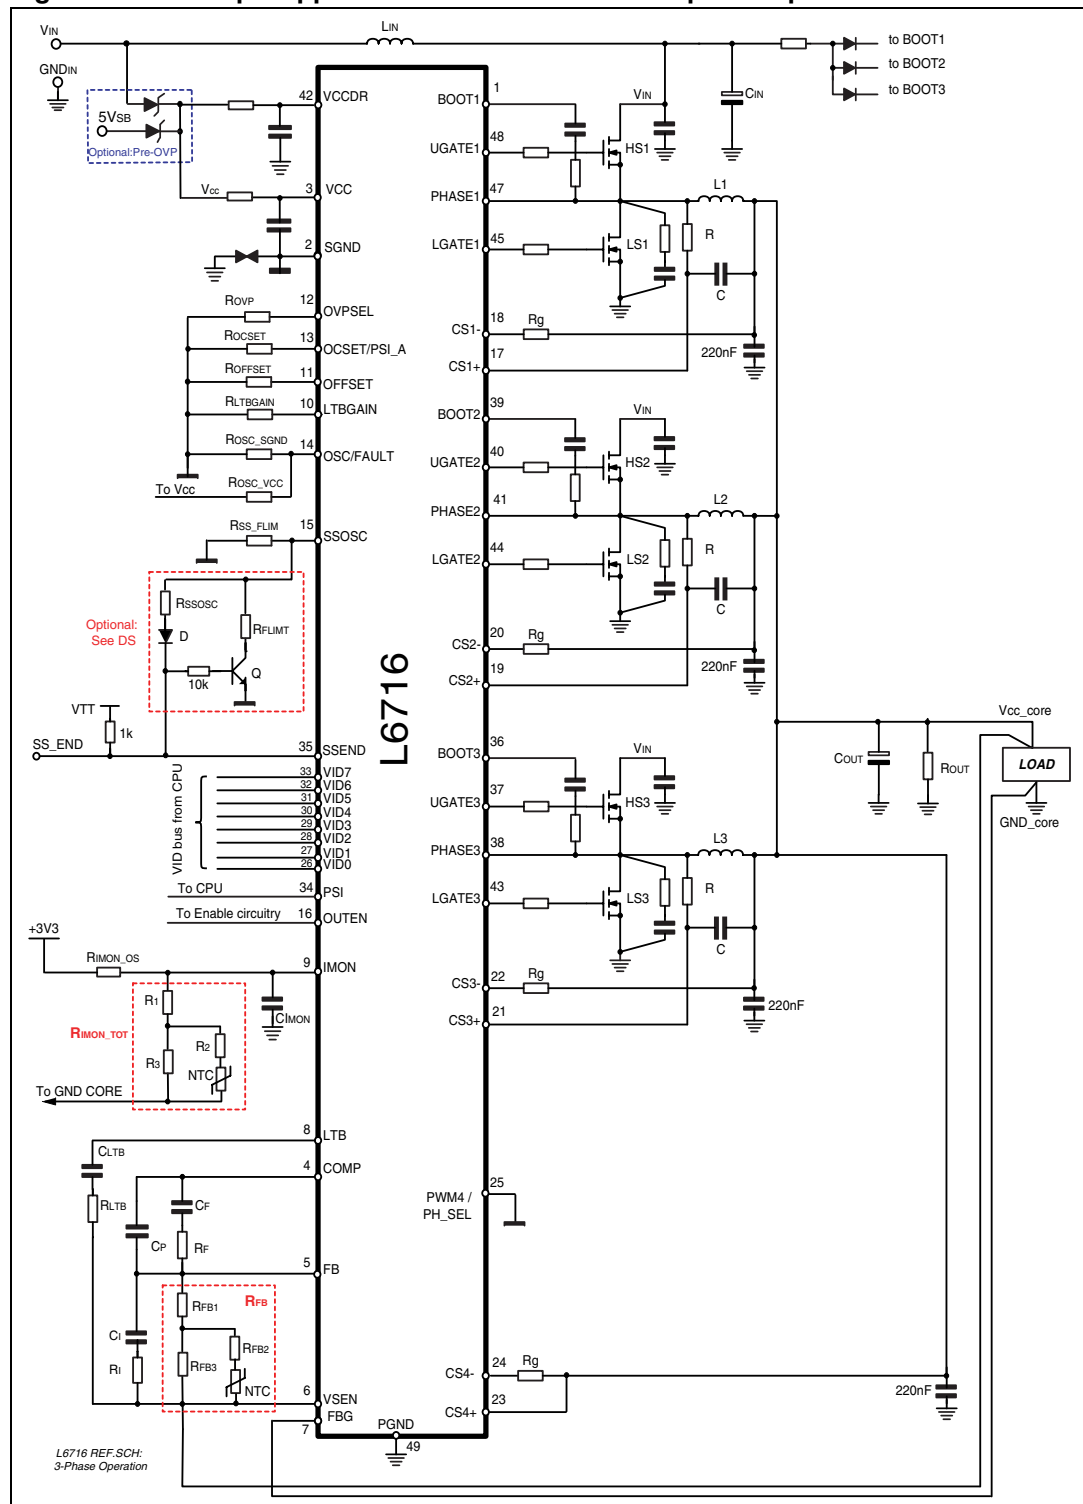 VIN
LIN
to BOOT1
to BOOT2
to BOOT3
GNDIN
5VSB
Optional:Pre-OVP
CIN
42 VCCDR
Vcc
3 VCC
2 SGND
ROVP
12 OVPSEL
ROCSET
13 OCSET/PSI_A
ROFFSET
11 OFFSET
RLTBGAIN
10 LTBGAIN
ROSC_SGND
14 OSC/FAULT
ROSC_VCC
To Vcc
RSS_FLIM
15 SSOSC
Optional:
See DS
RSSOSC
D
RFLIMT
10k
Q
VTT
1k
SS_END
35 SSEND
VID bus from CPU
33 VID7
32 VID6
31 VID5
30 VID4
29 VID3
28 VID2
27 VID1
26 VID0
To CPU
34 PSI
To Enable circuitry
16 OUTEN
+3V3
RIMON_OS
9 IMON
CIMON
RIMON_TOT
R1
R2
R3
NTC
To GND CORE
8 LTB
CLTB
RLTB
4 COMP
CF
CP
RF
5 FB
RFB
RFB1
RFB2
RFB3
NTC
CI
RI
6 VSEN
7 FBG
PGND
49
L6716 REF.SCH:
3-Phase Operation
L6716
BOOT1 1
VIN
UGATE1 48
HS1
PHASE1 47
L1
LGATE1 45
LS1
R
C
CS1- 18
Rg
220nF
CS1+ 17
BOOT2 39
VIN
UGATE2 40
HS2
PHASE2 41
L2
LGATE2 44
LS2
R
C
CS2- 20
Rg
220nF
CS2+ 19
BOOT3 36
VIN
UGATE3 37
HS3
PHASE3 38
L3
LGATE3 43
LS3
R
C
CS3- 22
Rg
220nF
CS3+ 21
Vcc_core
COUT
ROUT
LOAD
GND_core
PWM4 /
PH_SEL
25
CS4- 24
Rg
220nF
CS4+ 23